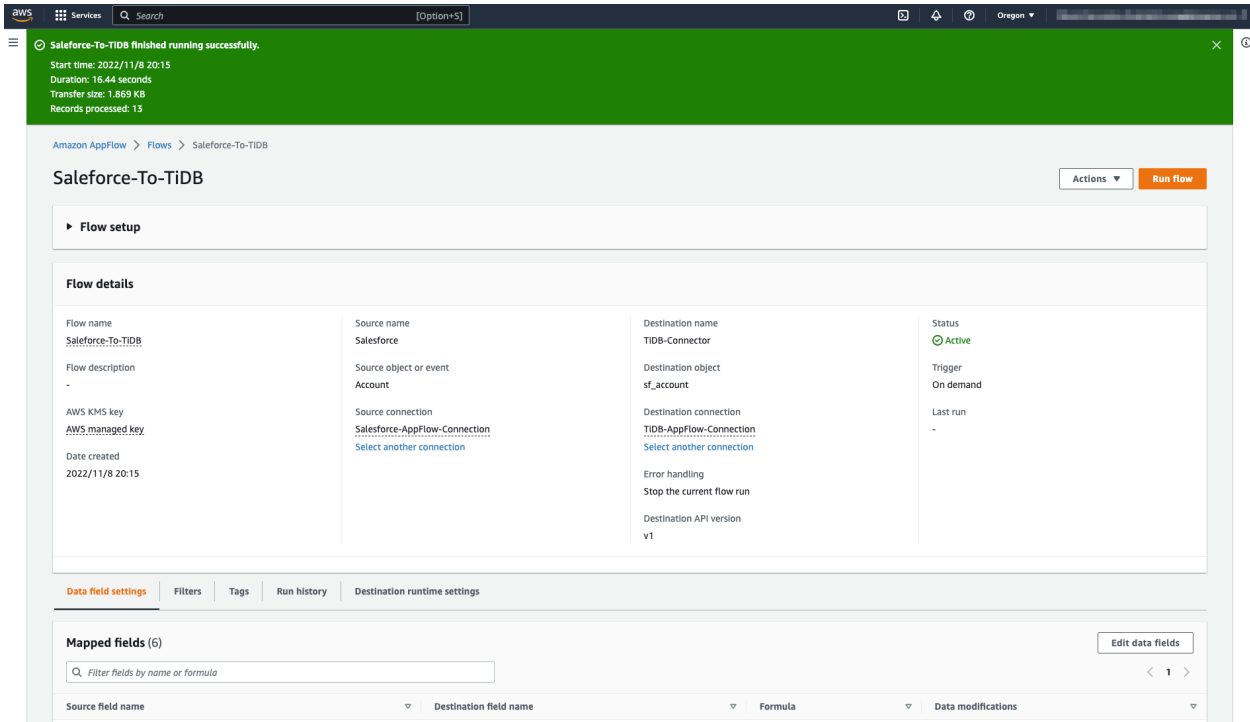 aws
Services
Search
[Option+S]
Oregon ▼
Saleforce-To-TiDB finished running successfully.
Start time: 2022/11/8 20:15
Duration: 16.44 seconds
Transfer size: 1.869 KB
Records processed: 13
Amazon AppFlow > Flows > Saleforce-To-TiDB
Saleforce-To-TiDB
Actions ▼
Run flow
Flow setup
Flow details
Flow name
Saleforce-To-TiDB
Flow description
-
AWS KMS key
AWS managed key
Date created
2022/11/8 20:15
Source name
Salesforce
Source object or event
Account
Source connection
Salesforce-AppFlow-Connection
Select another connection
Destination name
TiDB-Connector
Destination object
sf_account
Destination connection
TiDB-AppFlow-Connection
Select another connection
Error handling
Stop the current flow run
Destination API version
v1
Status
Active
Trigger
On demand
Last run
-
Data field settings
Filters
Tags
Run history
Destination runtime settings
Mapped fields (6)
Edit data fields
Filter fields by name or formula
< 1 >
Source field name
Destination field name
Formula
Data modifications